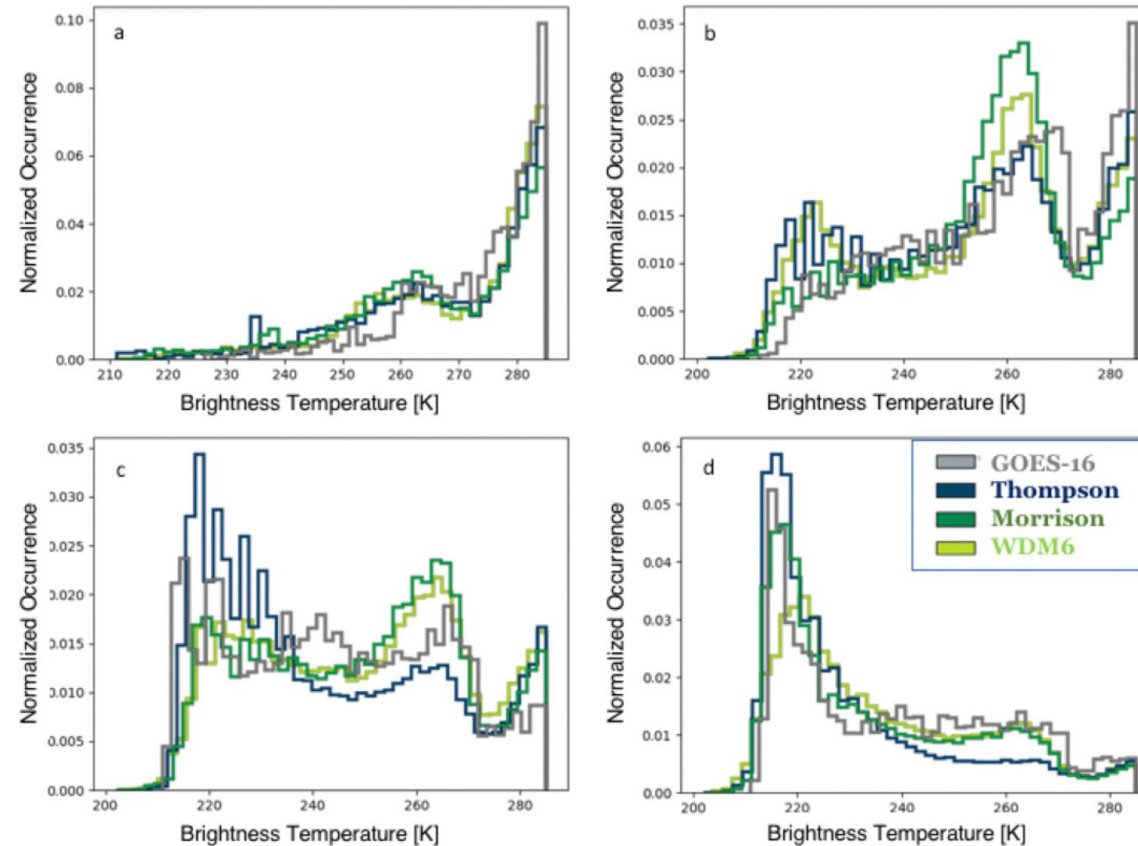 a
0.10
0.08
0.06
0.04
0.02
0.00
Normalized Occurrence
210 220 230 240 250 260 270 280
Brightness Temperature [K]
b
0.035
0.030
0.025
0.020
0.015
0.010
0.005
0.000
Normalized Occurrence
200 220 240 260 280
Brightness Temperature [K]
c
0.035
0.030
0.025
0.020
0.015
0.010
0.005
0.000
Normalized Occurrence
200 220 240 260 280
Brightness Temperature [K]
d
0.06
0.05
0.04
0.03
0.02
0.01
0.00
Normalized Occurrence
200 220 240 260 280
Brightness Temperature [K]
GOES-16
Thompson
Morrison
WDM6